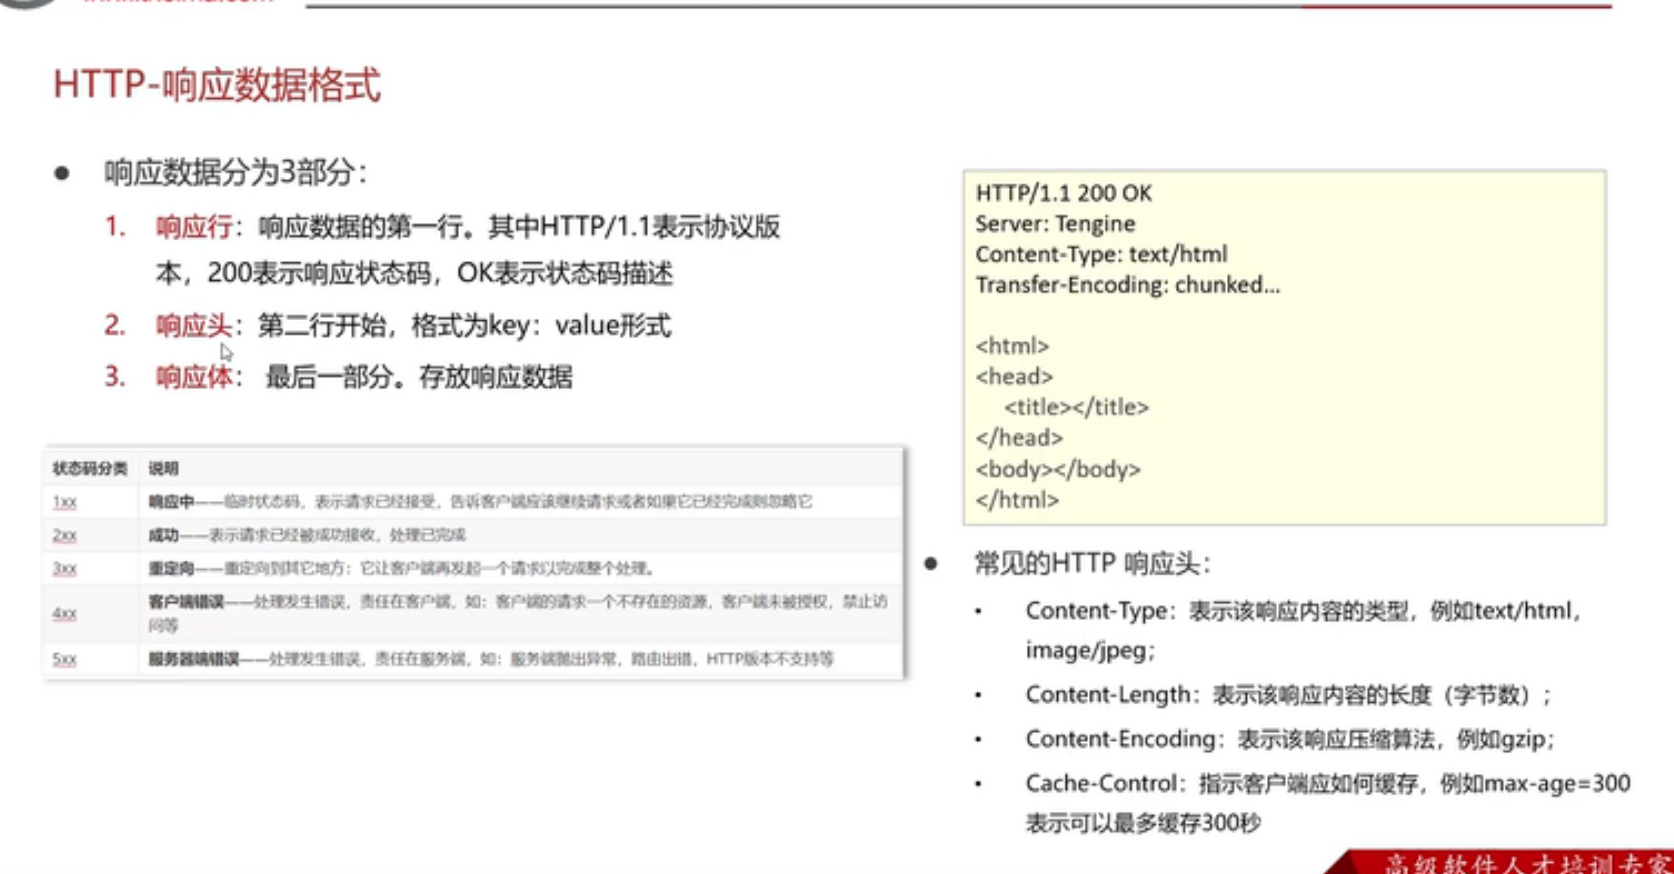 HTTP-响应数据格式
● 响应数据分为3部分：
1. 响应行：响应数据的第一行。其中HTTP/1.1表示协议版
本，200表示响应状态码，OK表示状态码描述
2. 响应头：第二行开始，格式为key：value形式
3. 响应体： 最后一部分。存放响应数据
状态码分类 说明
1xx 响应中——临时状态码，表示请求已经接受，告诉客户端应该继续请求或者如果它已经完成则忽略它
2xx 成功——表示请求已经被成功接收，处理已完成
3xx 重定向——重定向到其它地方：它让客户端再发起一个请求以完成整个处理。
4xx 客户端错误——处理发生错误，责任在客户端，如：客户端的请求一个不存在的资源，客户端未被授权，禁止访
问等
5xx 服务器端错误——处理发生错误，责任在服务端，如：服务端抛出异常，路由出错，HTTP版本不支持等
HTTP/1.1 200 OK
Server: Tengine
Content-Type: text/html
Transfer-Encoding: chunked...
<html>
<head>
<title></title>
</head>
<body></body>
</html>
● 常见的HTTP 响应头：
• Content-Type：表示该响应内容的类型，例如text/html，
image/jpeg；
• Content-Length：表示该响应内容的长度（字节数）；
• Content-Encoding：表示该响应压缩算法，例如gzip；
• Cache-Control：指示客户端应如何缓存，例如max-age=300
表示可以最多缓存300秒
高级软件人才培训专家